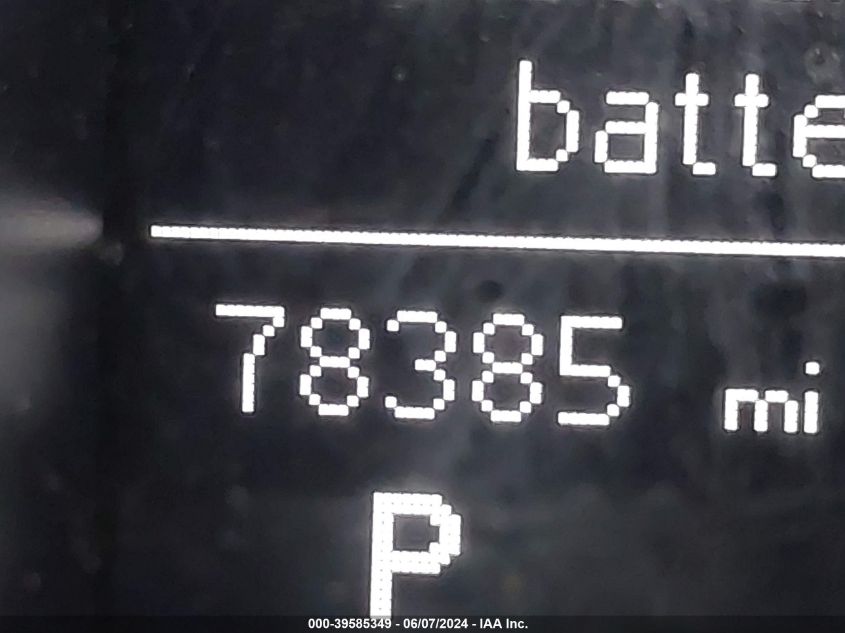 batte
78385 mi
P
000-39585349 - 06/07/2024 - IAA Inc.